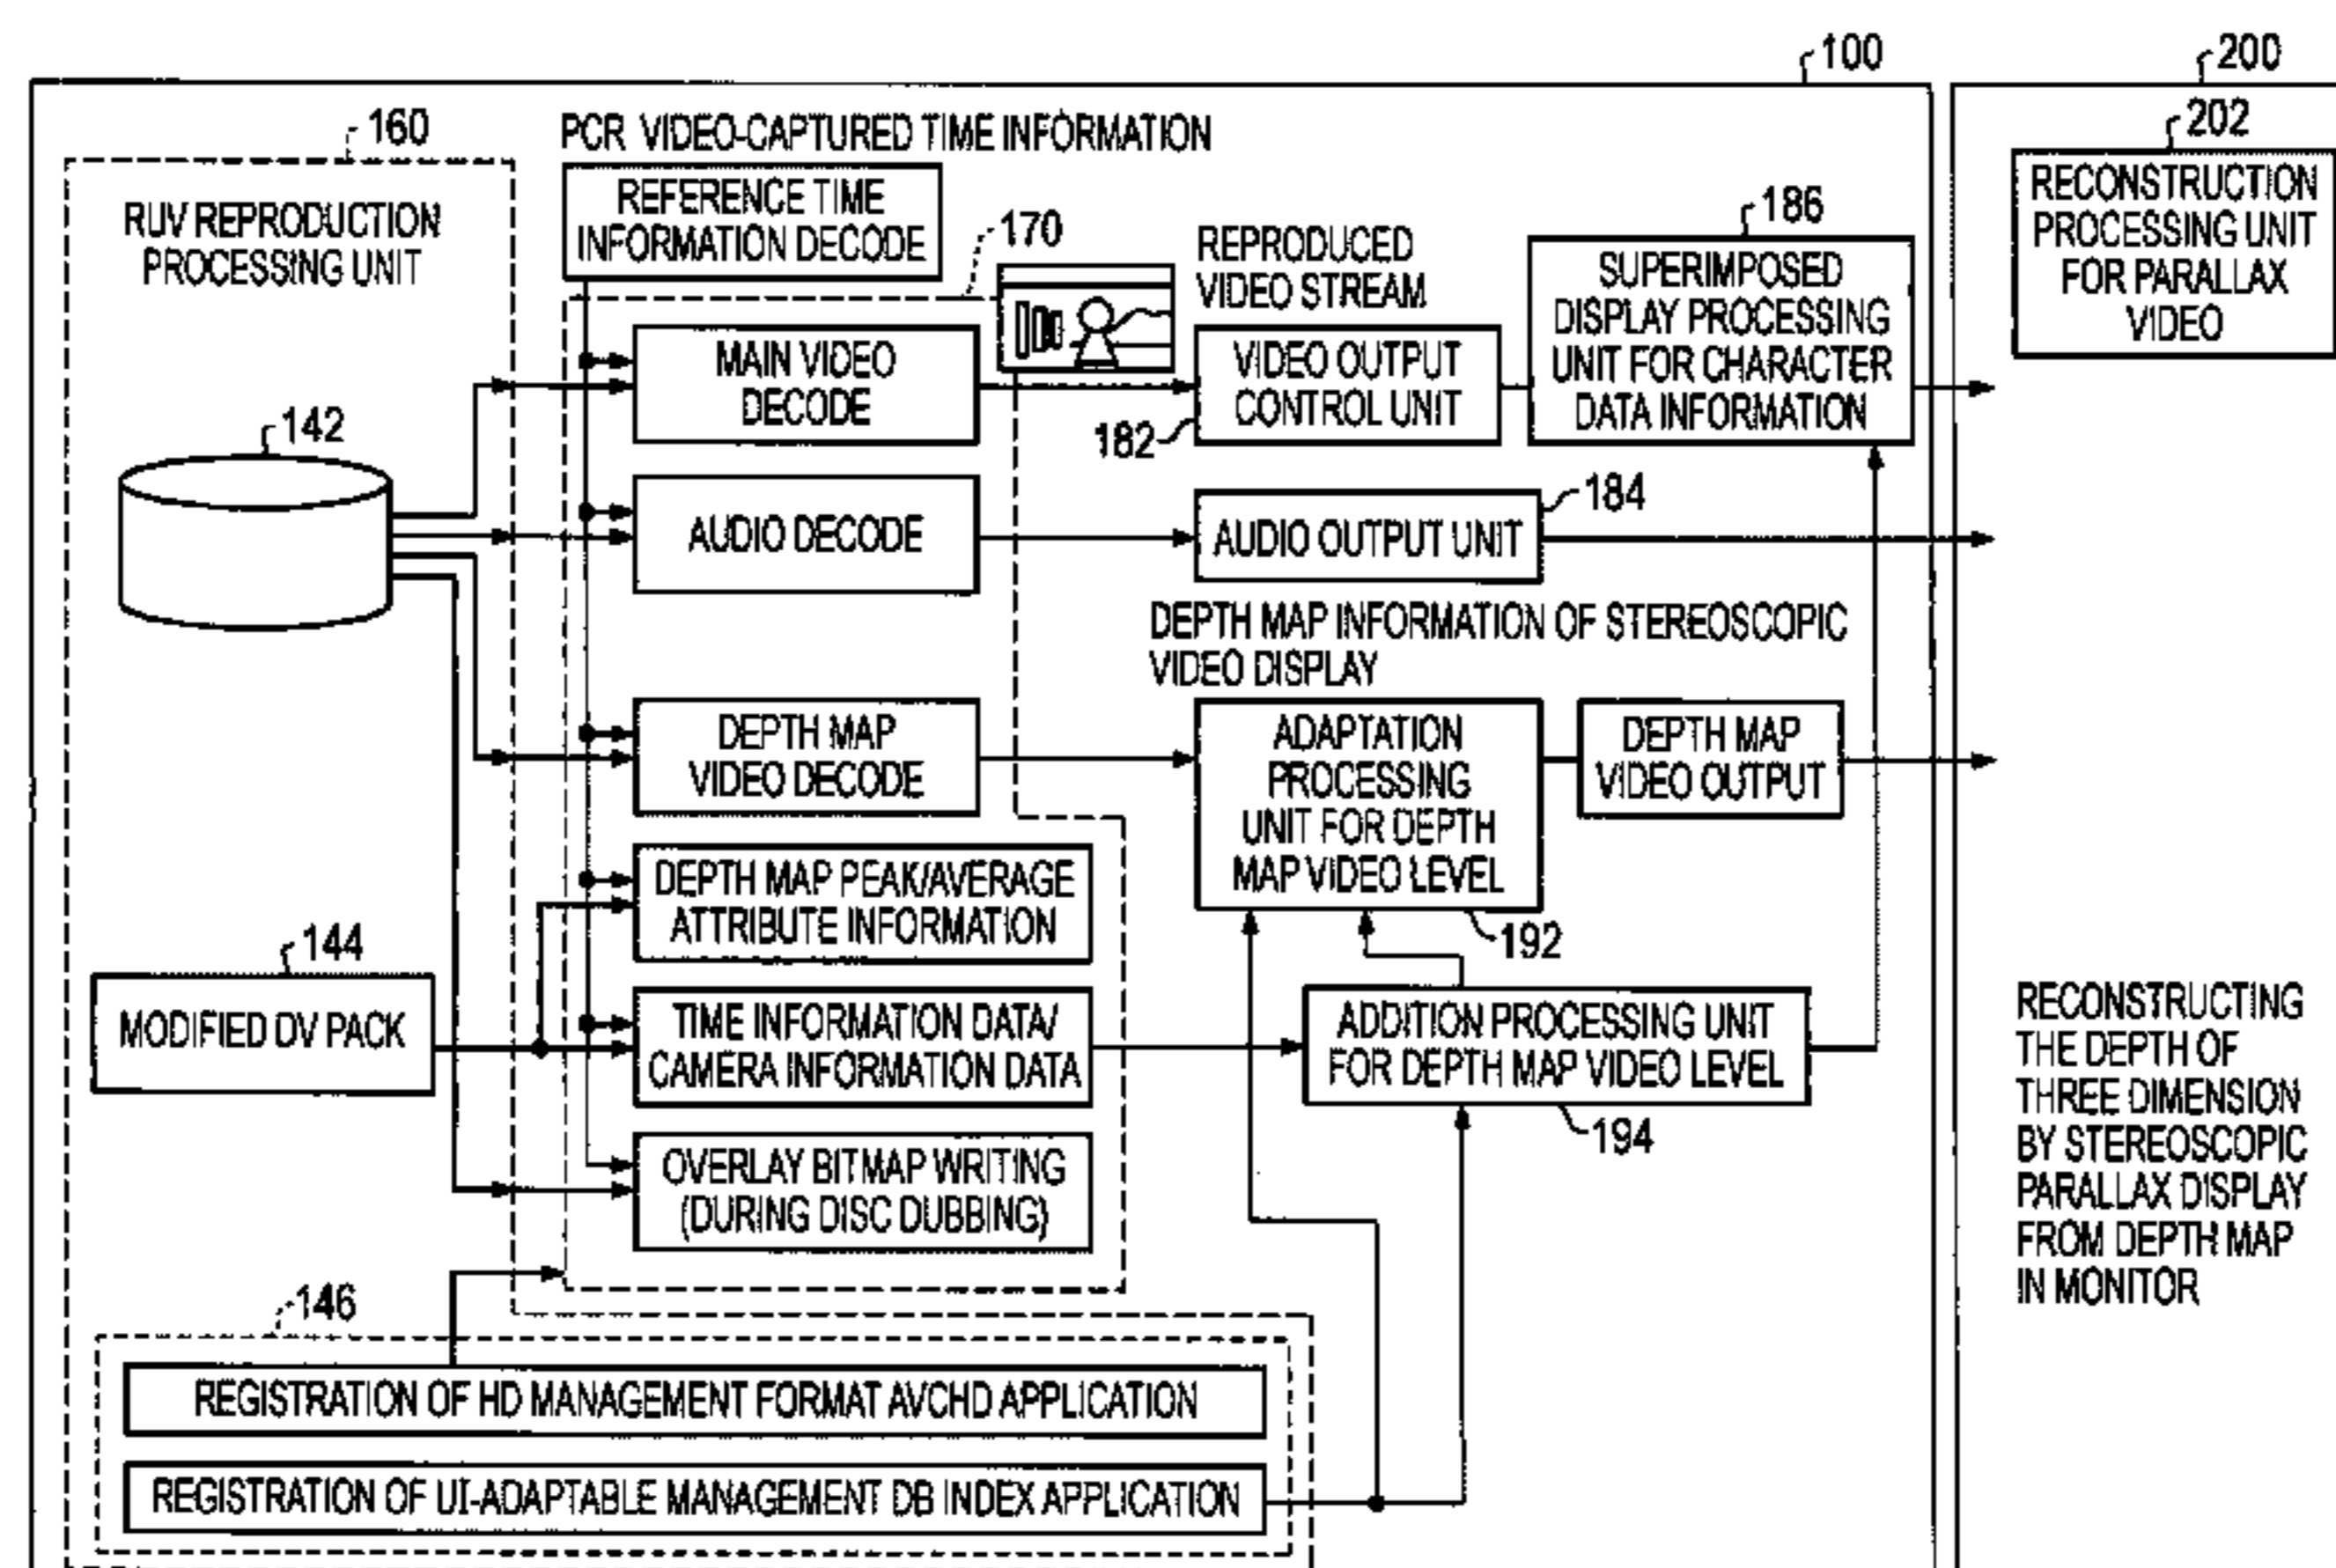 100
200
160
PCR VIDEO-CAPTURED TIME INFORMATION
202
RUV REPRODUCTION
PROCESSING UNIT
REFERENCE TIME
INFORMATION DECODE
170
REPRODUCED
VIDEO STREAM
186
SUPERIMPOSED
DISPLAY PROCESSING
UNIT FOR CHARACTER
DATA INFORMATION
RECONSTRUCTION
PROCESSING UNIT
FOR PARALLAX
VIDEO
MAIN VIDEO
DECODE
VIDEO OUTPUT
CONTROL UNIT
182
142
AUDIO DECODE
AUDIO OUTPUT UNIT
184
DEPTH MAP INFORMATION OF STEREOSCOPIC
VIDEO DISPLAY
DEPTH MAP
VIDEO DECODE
ADAPTATION
PROCESSING
UNIT FOR DEPTH
MAP VIDEO LEVEL
DEPTH MAP
VIDEO OUTPUT
DEPTH MAP PEAK/AVERAGE
ATTRIBUTE INFORMATION
192
144
MODIFIED DV PACK
TIME INFORMATION DATA/
CAMERA INFORMATION DATA
ADDITION PROCESSING UNIT
FOR DEPTH MAP VIDEO LEVEL
194
RECONSTRUCTING
THE DEPTH OF
THREE DIMENSION
BY STEREOSCOPIC
PARALLAX DISPLAY
FROM DEPTH MAP
IN MONITOR
OVERLAY BITMAP WRITING
(DURING DISC DUBBING)
146
REGISTRATION OF HD MANAGEMENT FORMAT AVCHD APPLICATION
REGISTRATION OF UI-ADAPTABLE MANAGEMENT DB INDEX APPLICATION